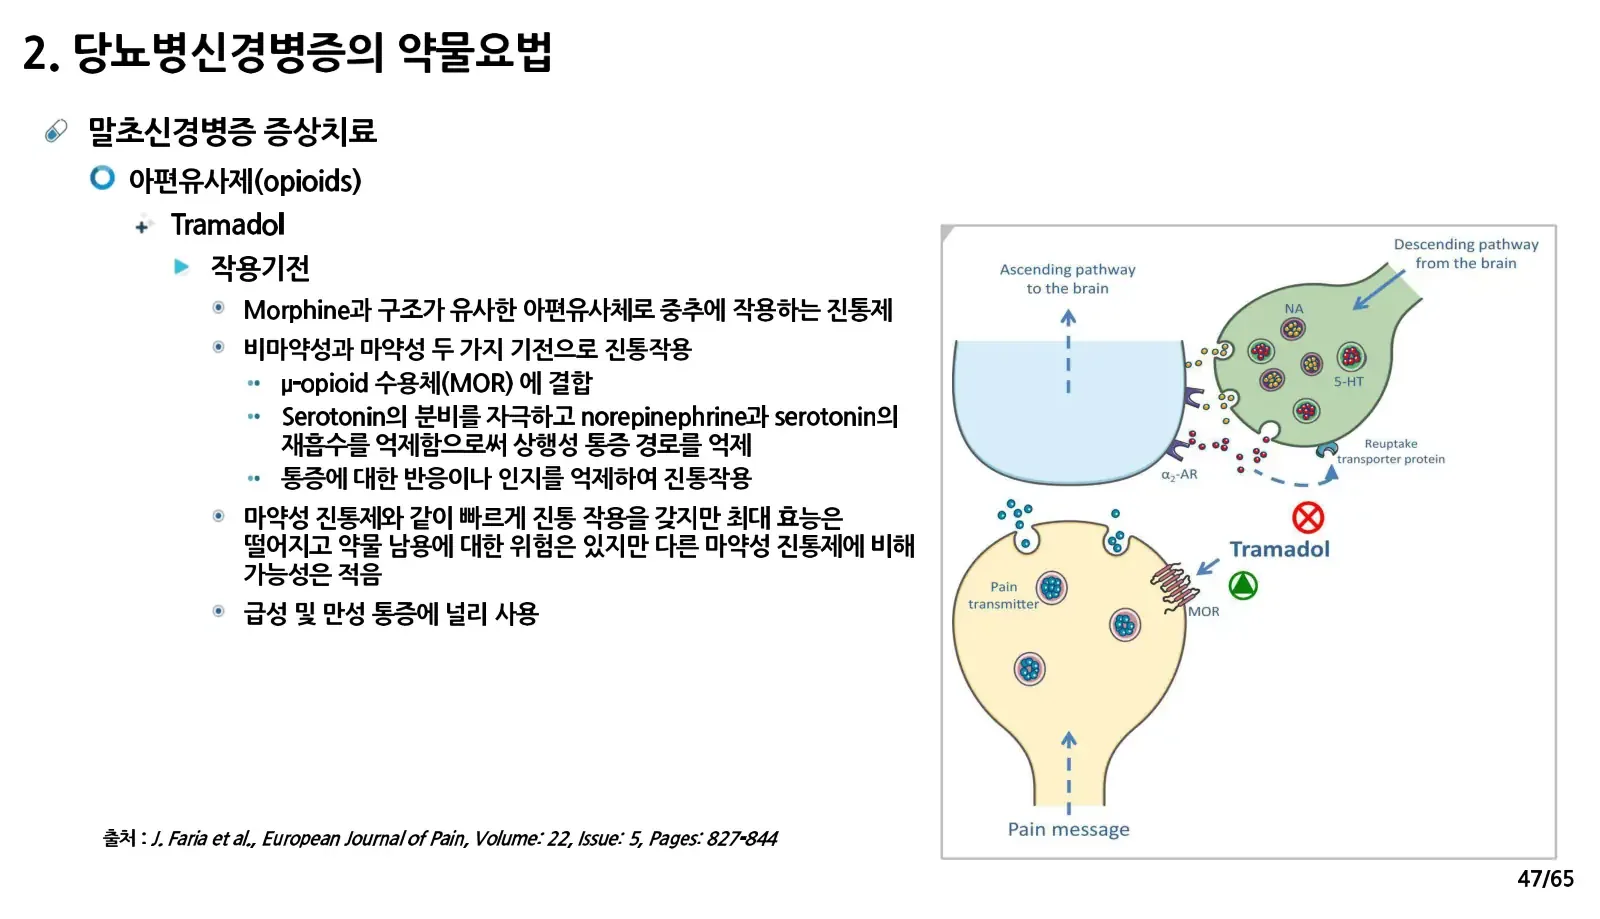 2. 당뇨병신경병증의 약물요법
말초신경병증 증상치료
아편유사제(opioids)
Tramadol
작용기전
Morphine과 구조가 유사한 아편유사체로 중추에 작용하는 진통제
비마약성과 마약성 두 가지 기전으로 진통작용
μ-opioid 수용체(MOR) 에 결합
Serotonin의 분비를 자극하고 norepinephrine과 serotonin의
재흡수를 억제함으로써 상행성 통증 경로를 억제
통증에 대한 반응이나 인지를 억제하여 진통작용
마약성 진통제와 같이 빠르게 진통 작용을 갖지만 최대 효능은
떨어지고 약물 남용에 대한 위험은 있지만 다른 마약성 진통제에 비해
가능성은 적음
급성 및 만성 통증에 널리 사용
Ascending pathway
to the brain
Descending pathway
from the brain
NA
5-HT
Reuptake
transporter protein
α₂-AR
Tramadol
Pain
transmitter
MOR
Pain message
출처 : J. Faria et al., European Journal of Pain, Volume: 22, Issue: 5, Pages: 827-844
47/65